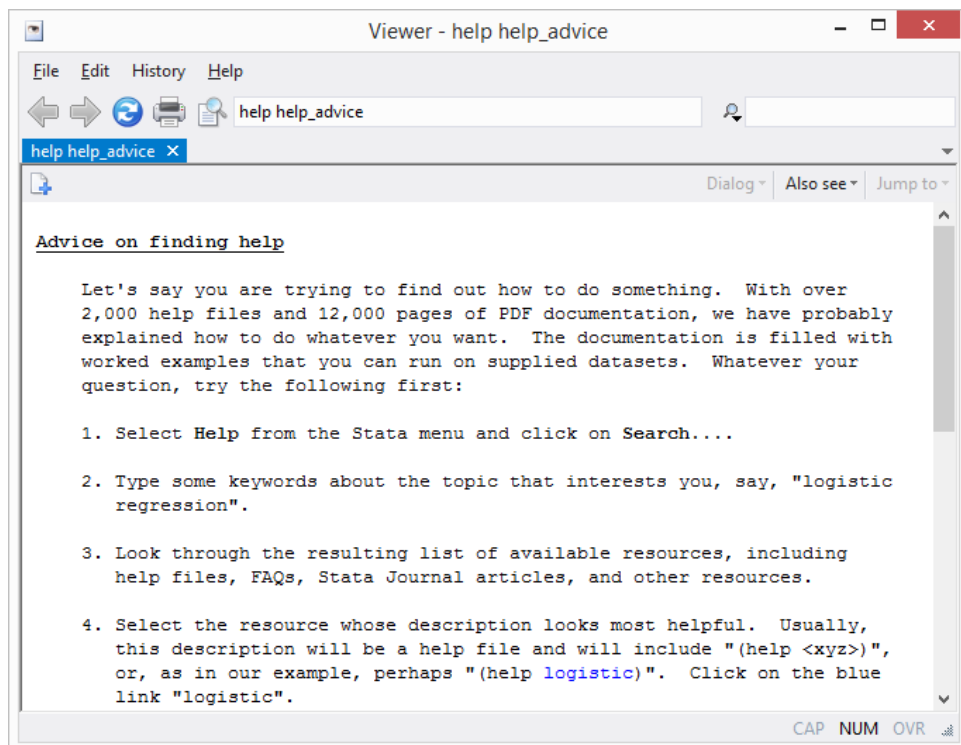 Viewer - help help_advice
File Edit History Help
help help_advice
help help_advice
Dialog Also see Jump to
Advice on finding help
Let's say you are trying to find out how to do something.  With over
2,000 help files and 12,000 pages of PDF documentation, we have probably
explained how to do whatever you want.  The documentation is filled with
worked examples that you can run on supplied datasets.  Whatever your
question, try the following first:
1. Select Help from the Stata menu and click on Search....
2. Type some keywords about the topic that interests you, say, "logistic
regression".
3. Look through the resulting list of available resources, including
help files, FAQs, Stata Journal articles, and other resources.
4. Select the resource whose description looks most helpful.  Usually,
this description will be a help file and will include "(help <xyz>)",
or, as in our example, perhaps "(help logistic)".  Click on the blue
link "logistic".
CAP NUM OVR